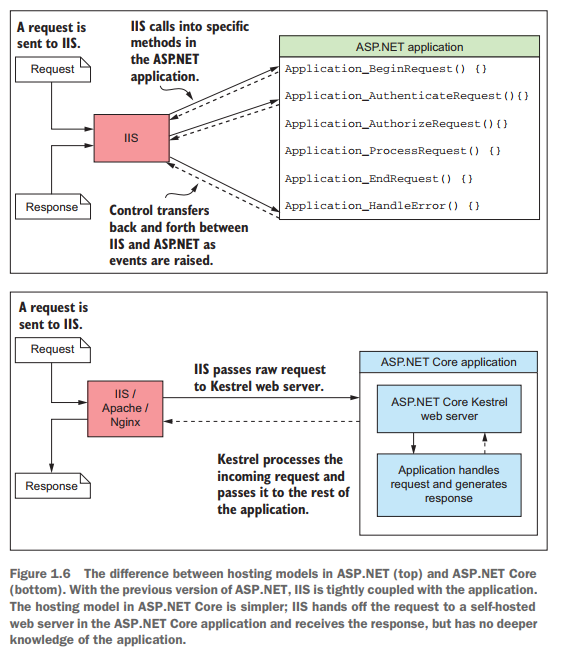 A request is
sent to IIS.
Request
IIS
Response
IIS calls into specific
methods in
the ASP.NET
application.
Control transfers
back and forth between
IIS and ASP.NET as
events are raised.
ASP.NET application
Application_BeginRequest() {}
Application_AuthenticateRequest(){}
Application_AuthorizeRequest(){}
Application_ProcessRequest() {}
Application_EndRequest() {}
Application_HandleError() {}
A request is
sent to IIS.
Request
IIS /
Apache /
Nginx
Response
IIS passes raw request
to Kestrel web server.
Kestrel processes the
incoming request and
passes it to the rest of
the application.
ASP.NET Core application
ASP.NET Core Kestrel
web server
Application handles
request and generates
response
Figure 1.6 The difference between hosting models in ASP.NET (top) and ASP.NET Core
(bottom). With the previous version of ASP.NET, IIS is tightly coupled with the application.
The hosting model in ASP.NET Core is simpler; IIS hands off the request to a self-hosted
web server in the ASP.NET Core application and receives the response, but has no deeper
knowledge of the application.